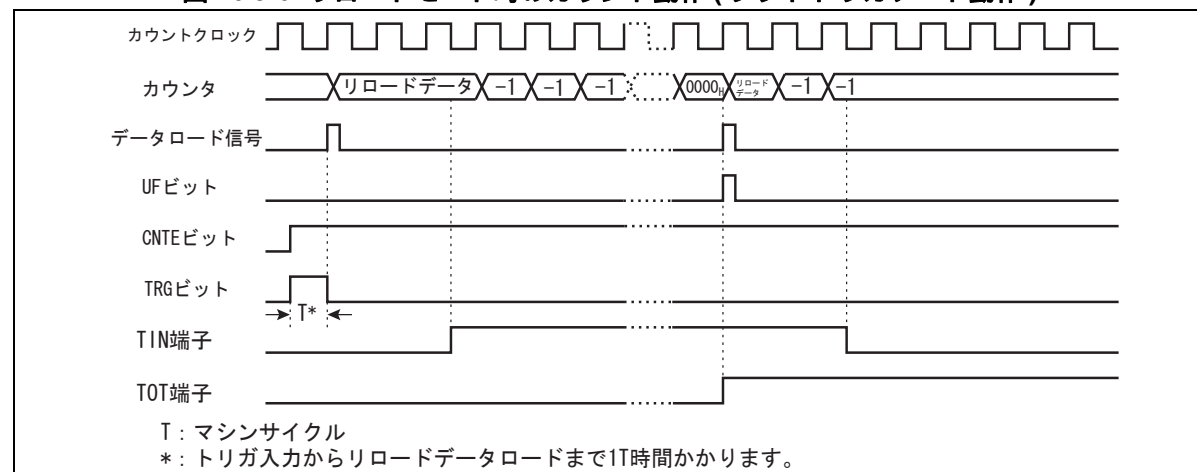 カウントクロック
カウンタ リロードデータ -1 -1 -1 0000H リロードデータ -1 -1
データロード信号
UFビット
CNTEビット
TRGビット
T*
TIN端子
TOT端子
T：マシンサイクル
*：トリガ入力からリロードデータロードまで1T時間かかります。